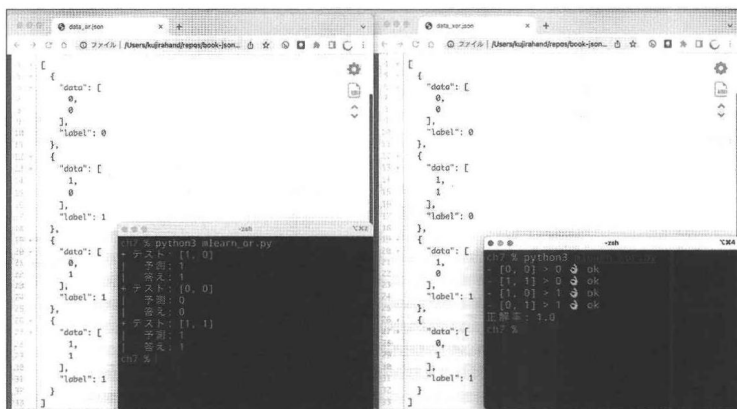 data_or.json
ファイル | /Users/kujirahand/repos/book-json...
[
{
"data": [
0,
0
],
"label": 0
},
{
"data": [
1,
0
],
"label": 1
},
{
"data": [
0,
1
],
"label": 1
},
{
"data": [
1,
1
],
"label": 1
}
]
-zsh
⌥⌘2
ch7 % python3 mlearn_or.py
+ テスト: [1, 0]
| 予測: 1
| 答え: 1
+ テスト: [0, 0]
| 予測: 0
| 答え: 0
+ テスト: [1, 1]
| 予測: 1
| 答え: 1
ch7 %
data_xor.json
ファイル | /Users/kujirahand/repos/book-json...
[
{
"data": [
0,
0
],
"label": 0
},
{
"data": [
1,
1
],
"label": 0
},
{
"data": [
1,
0
],
"label": 1
},
{
"data": [
0,
1
],
"label": 1
}
]
-zsh
⌥⌘4
ch7 % python3
- [0, 0] > 0 👌 ok
- [1, 1] > 0 👌 ok
- [1, 0] > 1 👌 ok
- [0, 1] > 1 👌 ok
正解率: 1.0
ch7 %